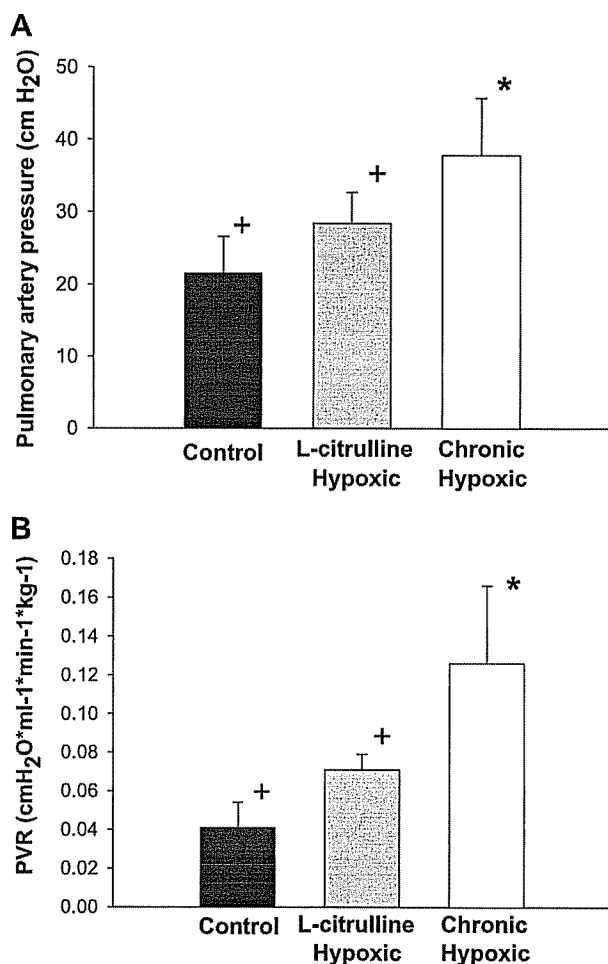 A
Pulmonary artery pressure (cm H₂O)
50
40
30
20
10
0
+
+
*
Control
L-citrulline
Hypoxic
Chronic
Hypoxic
B
PVR (cmH₂O*ml-1*min-1*kg-1)
0.18
0.16
0.14
0.12
0.10
0.08
0.06
0.04
0.02
0.00
+
+
*
Control
L-citrulline
Hypoxic
Chronic
Hypoxic